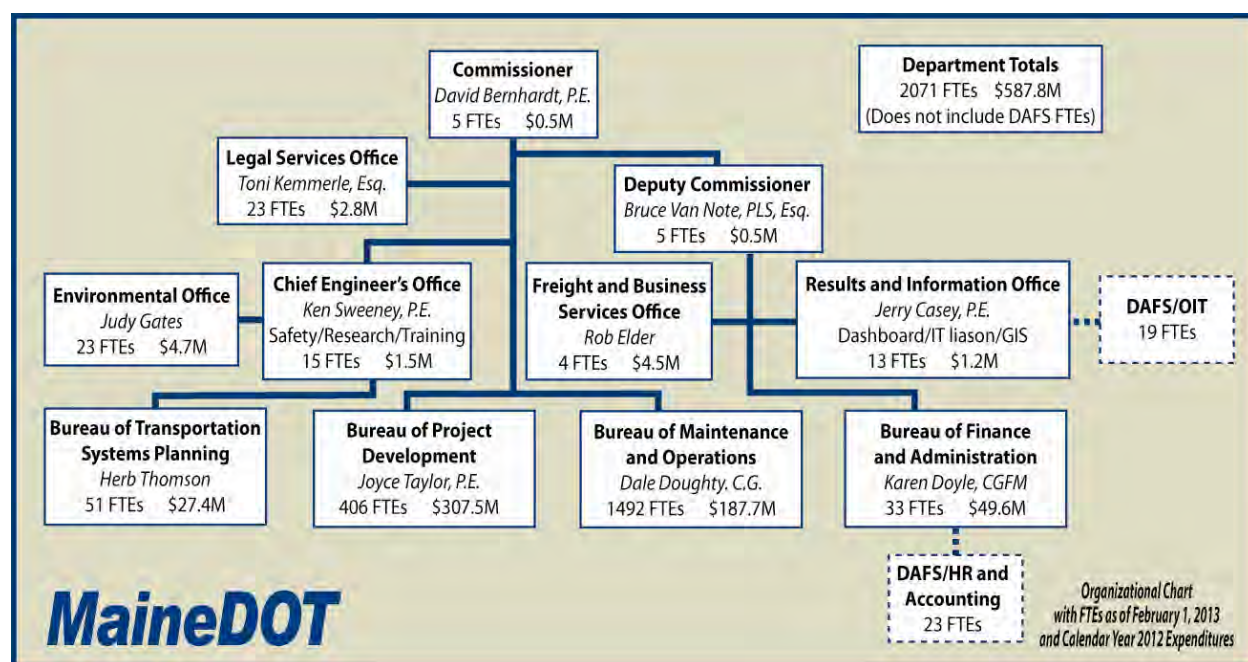 Commissioner
David Bernhardt, P.E.
5 FTEs $0.5M
Department Totals
2071 FTEs $587.8M
(Does not include DAFS FTEs)
Legal Services Office
Toni Kemmerle, Esq.
23 FTEs $2.8M
Deputy Commissioner
Bruce Van Note, PLS, Esq.
5 FTEs $0.5M
Environmental Office
Judy Gates
23 FTEs $4.7M
Chief Engineer's Office
Ken Sweeney, P.E.
Safety/Research/Training
15 FTEs $1.5M
Freight and Business
Services Office
Rob Elder
4 FTEs $4.5M
Results and Information Office
Jerry Casey, P.E.
Dashboard/IT liason/GIS
13 FTEs $1.2M
DAFS/OIT
19 FTEs
Bureau of Transportation
Systems Planning
Herb Thomson
51 FTEs $27.4M
Bureau of Project
Development
Joyce Taylor, P.E.
406 FTEs $307.5M
Bureau of Maintenance
and Operations
Dale Doughty. C.G.
1492 FTEs $187.7M
Bureau of Finance
and Administration
Karen Doyle, CGFM
33 FTEs $49.6M
DAFS/HR and
Accounting
23 FTEs
MaineDOT
Organizational Chart
with FTEs as of February 1, 2013
and Calendar Year 2012 Expenditures